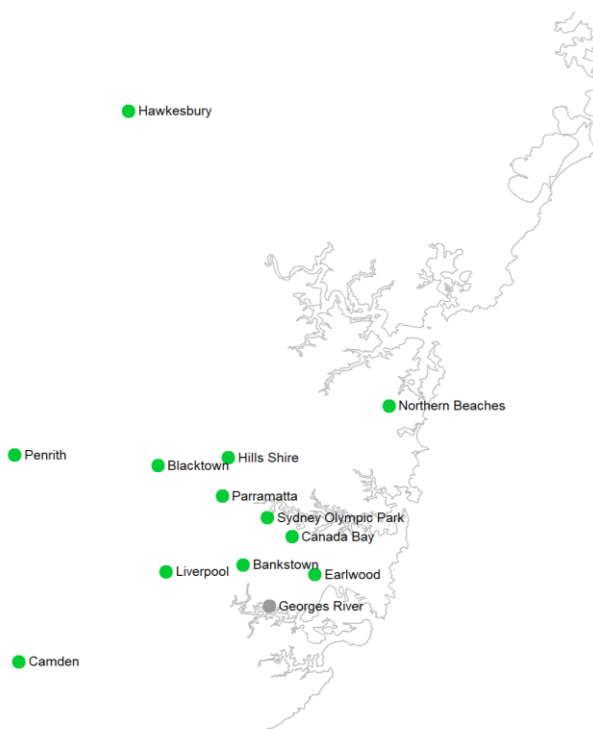 Hawkesbury
Northern Beaches
Penrith
Hills Shire
Blacktown
Parramatta
Sydney Olympic Park
Canada Bay
Bankstown
Liverpool
Earlwood
Georges River
Camden